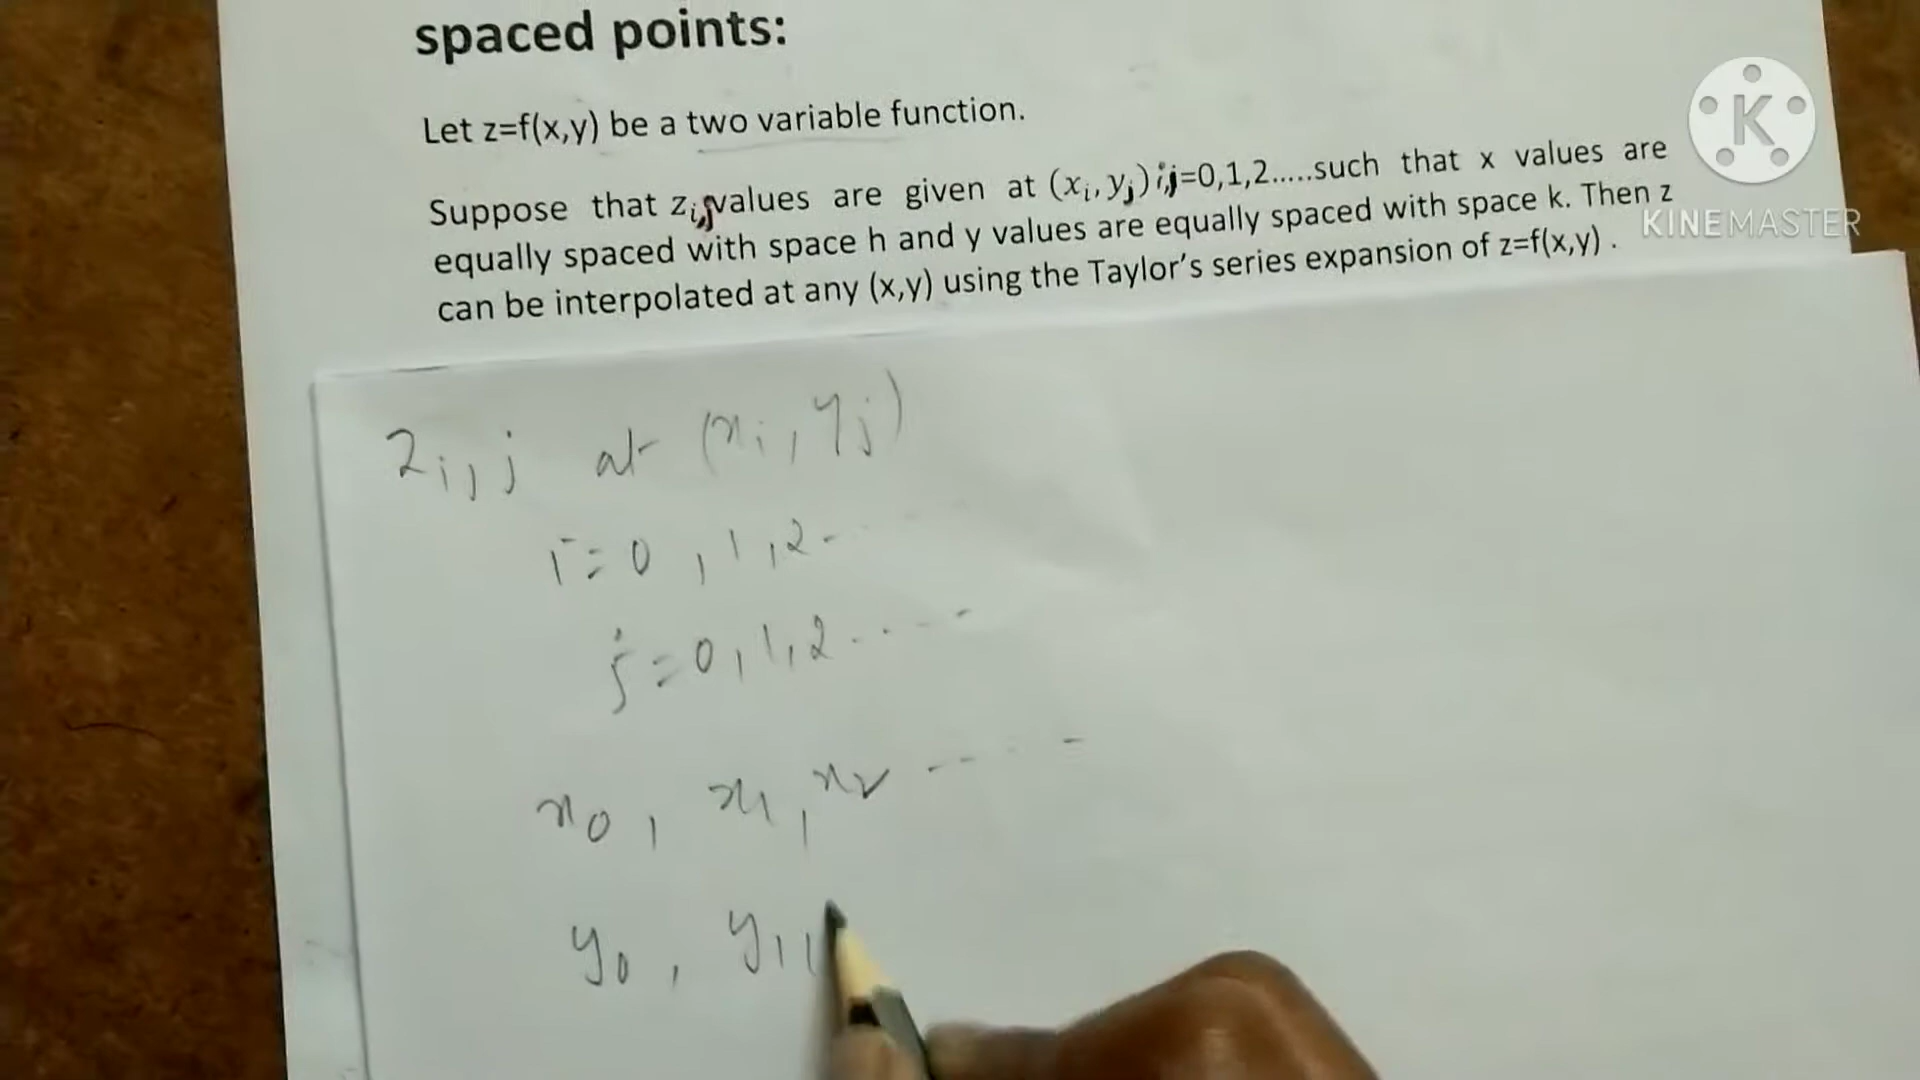 spaced points:
Let z=f(x,y) be a two variable function.
Suppose that zi,j values are given at (xi, yj) i,j=0,1,2.....such that x values are
equally spaced with space h and y values are equally spaced with space k. Then z
can be interpolated at any (x,y) using the Taylor's series expansion of z=f(x,y) .
K
KINEMASTER
zi,j at (xi, yj)
i=0, 1, 2- ....
j=0, 1, 2.....
x0, x1, x2 ------
y0, y1,